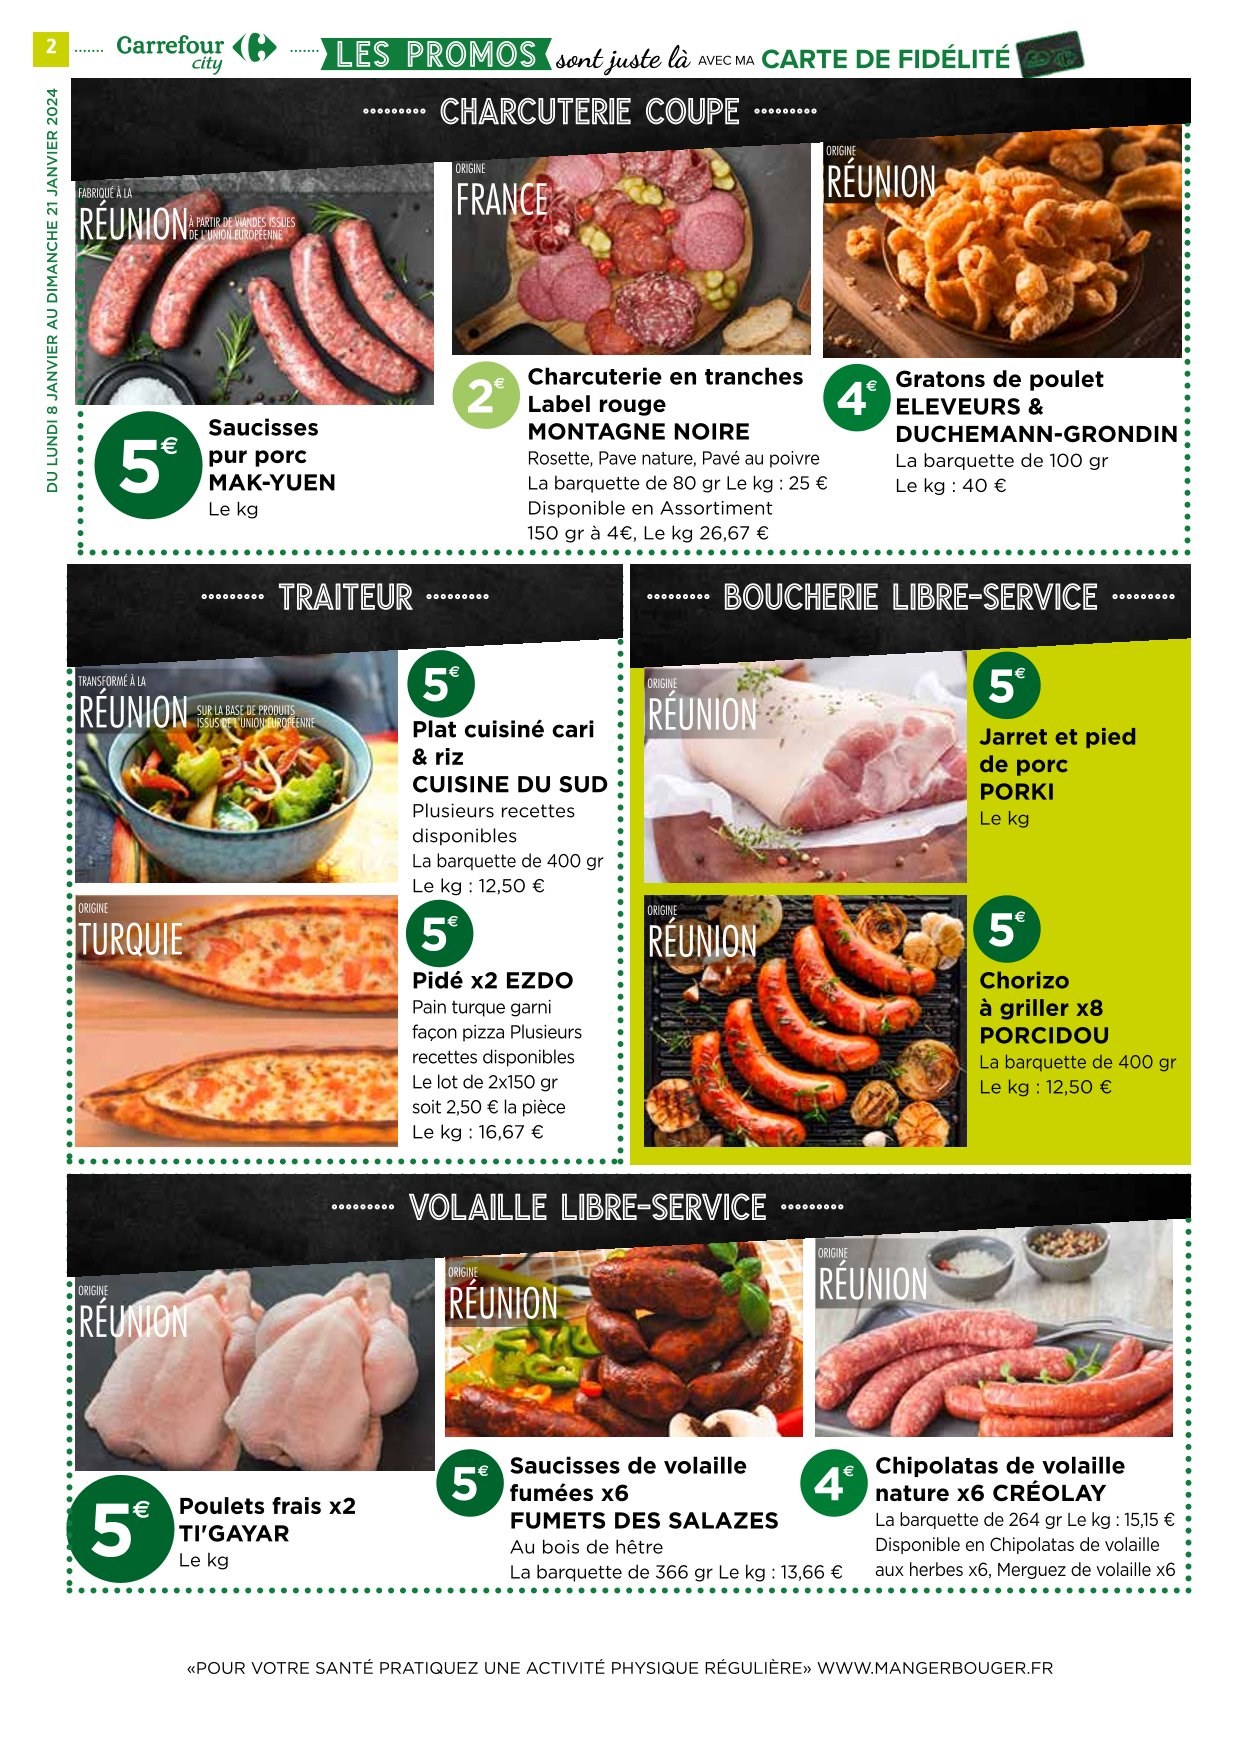 2
Carrefour city
LES PROMOS sont juste là AVEC MA CARTE DE FIDÉLITÉ
DU LUNDI 8 JANVIER AU DIMANCHE 21 JANVIER 2024
CHARCUTERIE COUPE
FABRIQUÉ À LA
RÉUNION À PARTIR DE VIANDES ISSUES
DE L'UNION EUROPÉENNE
5€
Saucisses
pur porc
MAK-YUEN
Le kg
ORIGINE
FRANCE
2€
Charcuterie en tranches
Label rouge
MONTAGNE NOIRE
Rosette, Pave nature, Pavé au poivre
La barquette de 80 gr Le kg : 25 €
Disponible en Assortiment
150 gr à 4€, Le kg 26,67 €
ORIGINE
RÉUNION
4€
Gratons de poulet
ELEVEURS &
DUCHEMANN-GRONDIN
La barquette de 100 gr
Le kg : 40 €
TRAITEUR
TRANSFORMÉ À LA
RÉUNION SUR LA BASE DE PRODUITS
ISSUS DE L'UNION EUROPÉENNE
5€
Plat cuisiné cari
& riz
CUISINE DU SUD
Plusieurs recettes
disponibles
La barquette de 400 gr
Le kg : 12,50 €
ORIGINE
TURQUIE
5€
Pidé x2 EZDO
Pain turque garni
façon pizza Plusieurs
recettes disponibles
Le lot de 2x150 gr
soit 2,50 € la pièce
Le kg : 16,67 €
BOUCHERIE LIBRE-SERVICE
ORIGINE
RÉUNION
5€
Jarret et pied
de porc
PORKI
Le kg
ORIGINE
RÉUNION
5€
Chorizo
à griller x8
PORCIDOU
La barquette de 400 gr
Le kg : 12,50 €
VOLAILLE LIBRE-SERVICE
ORIGINE
RÉUNION
5€
Poulets frais x2
TI'GAYAR
Le kg
ORIGINE
RÉUNION
5€
Saucisses de volaille
fumées x6
FUMETS DES SALAZES
Au bois de hêtre
La barquette de 366 gr Le kg : 13,66 €
ORIGINE
RÉUNION
4€
Chipolatas de volaille
nature x6 CRÉOLAY
La barquette de 264 gr Le kg : 15,15 €
Disponible en Chipolatas de volaille
aux herbes x6, Merguez de volaille x6
«POUR VOTRE SANTÉ PRATIQUEZ UNE ACTIVITÉ PHYSIQUE RÉGULIÈRE» WWW.MANGERBOUGER.FR